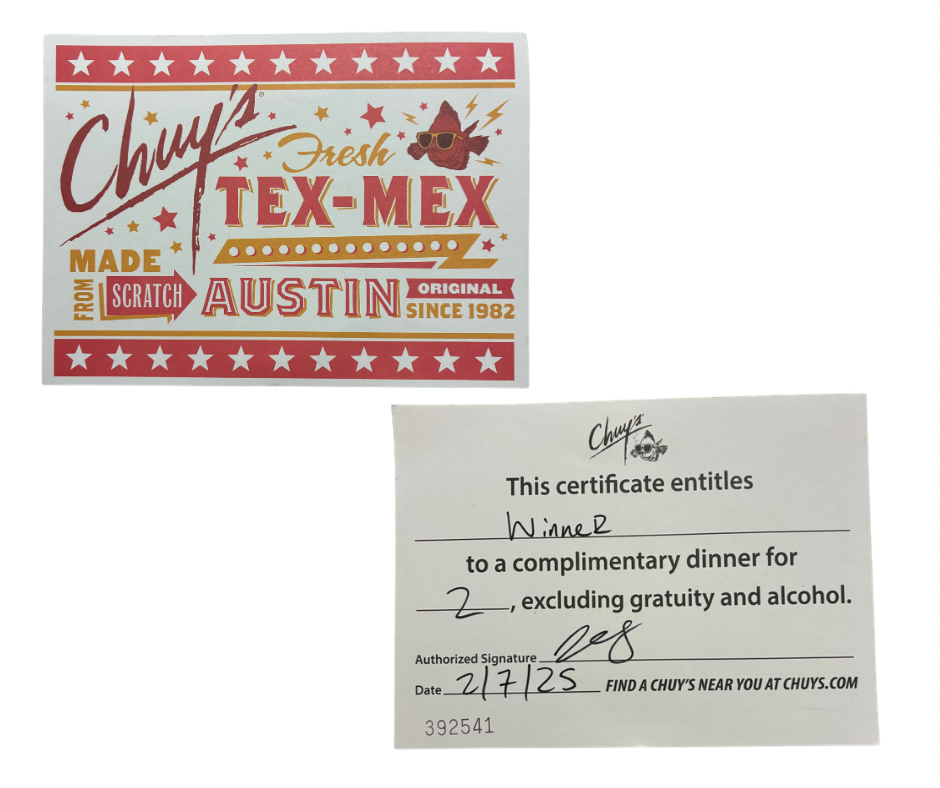 Chuy's®
Fresh
TEX-MEX
MADE
FROM
SCRATCH
AUSTIN
ORIGINAL
SINCE 1982
Chuy's
This certificate entitles
WinneR
to a complimentary dinner for
2, excluding gratuity and alcohol.
Authorized Signature
Date 2/7/25 FIND A CHUY'S NEAR YOU AT CHUYS.COM
392541